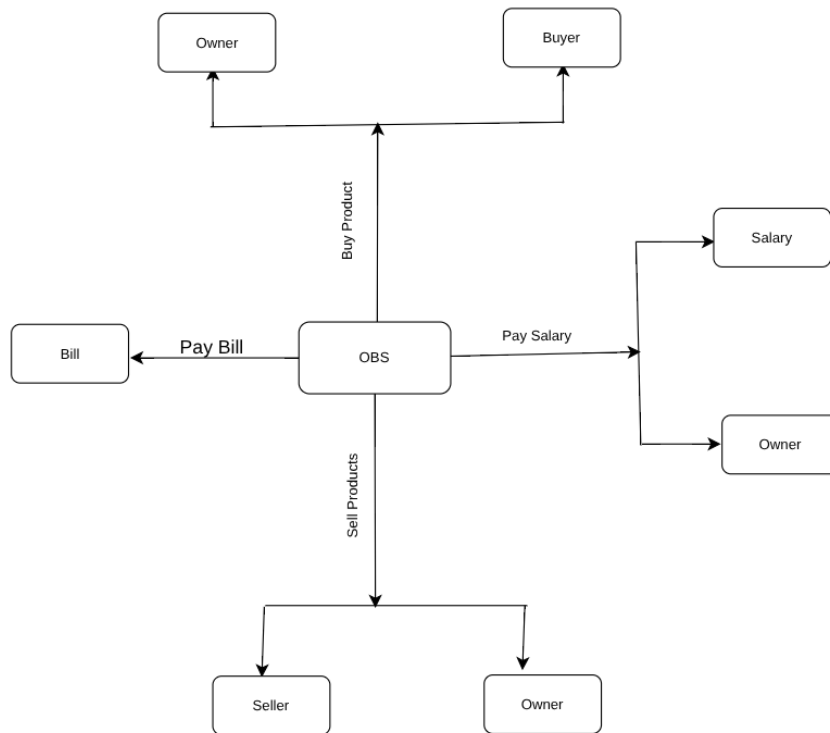 Owner
Buyer
Buy Product
Salary
Pay Salary
Bill
Pay Bill
OBS
Owner
Sell Products
Seller
Owner